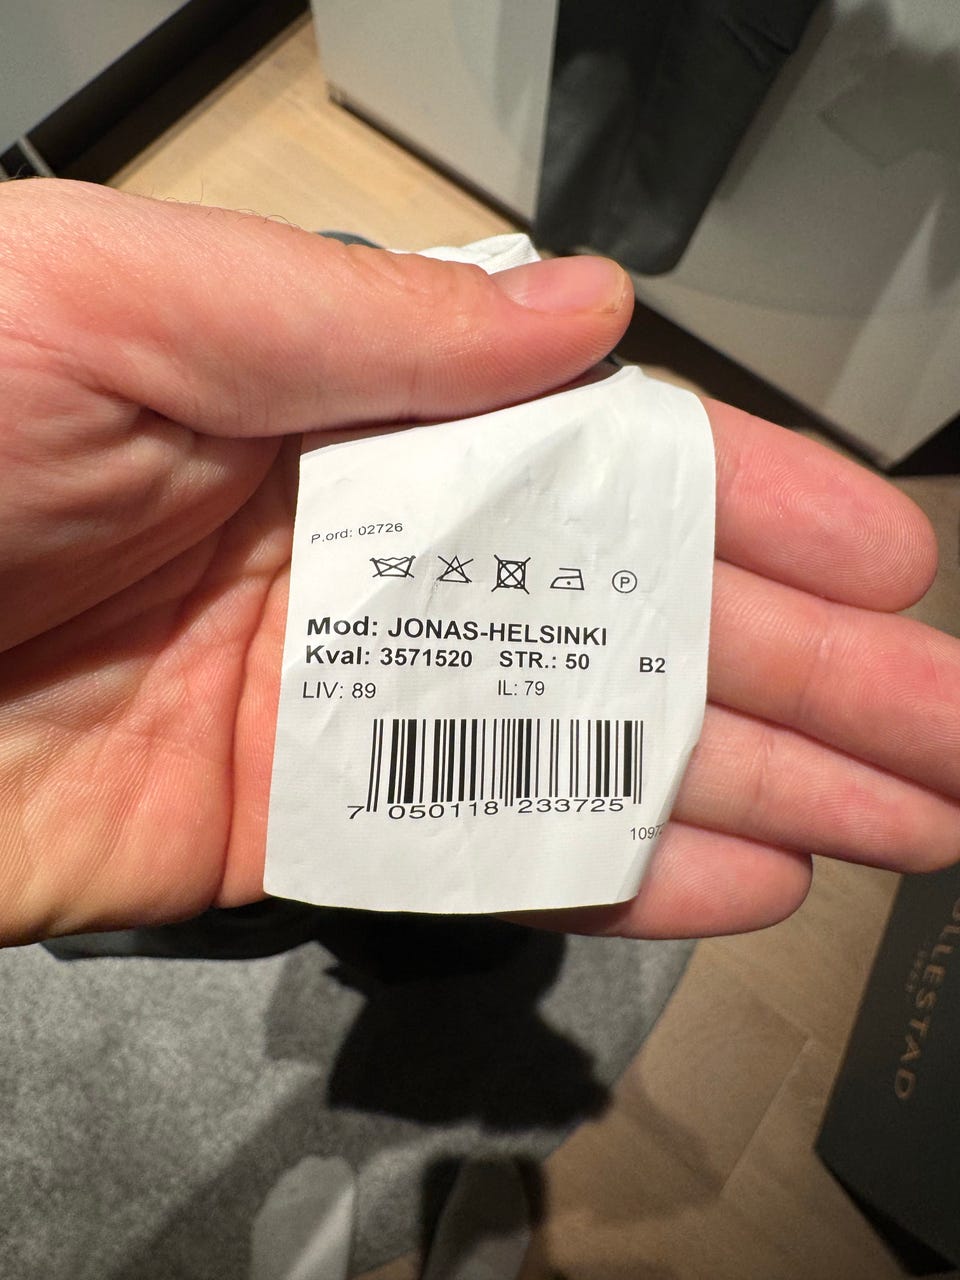 P.ord: 02726
P
Mod: JONAS-HELSINKI
Kval: 3571520 STR.: 50 B2
LIV: 89 IL: 79
7 050118 233725